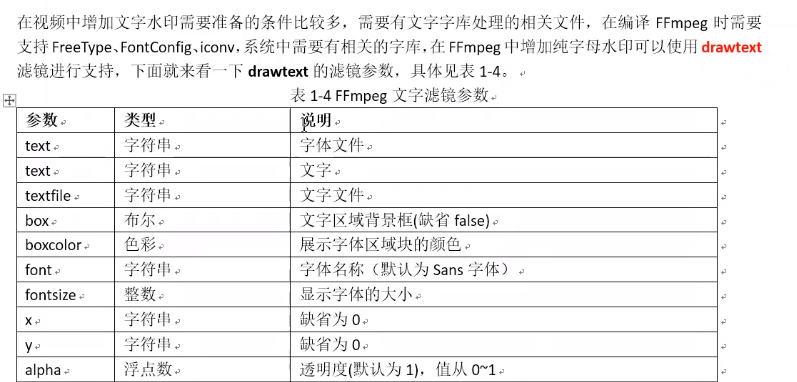 在视频中增加文字水印需要准备的条件比较多，需要有文字字库处理的相关文件，在编译 FFmpeg 时需要
支持 FreeType、FontConfig、iconv，系统中需要有相关的字库，在 FFmpeg 中增加纯字母水印可以使用 drawtext
滤镜进行支持，下面就来看一下 drawtext 的滤镜参数，具体见表 1-4。
表 1-4 FFmpeg 文字滤镜参数
参数 类型 说明
text 字符串 字体文件
text 字符串 文字
textfile 字符串 文字文件
box 布尔 文字区域背景框(缺省 false)
boxcolor 色彩 展示字体区域块的颜色
font 字符串 字体名称（默认为 Sans 字体）
fontsize 整数 显示字体的大小
x 字符串 缺省为 0
y 字符串 缺省为 0
alpha 浮点数 透明度(默认为 1)，值从 0~1